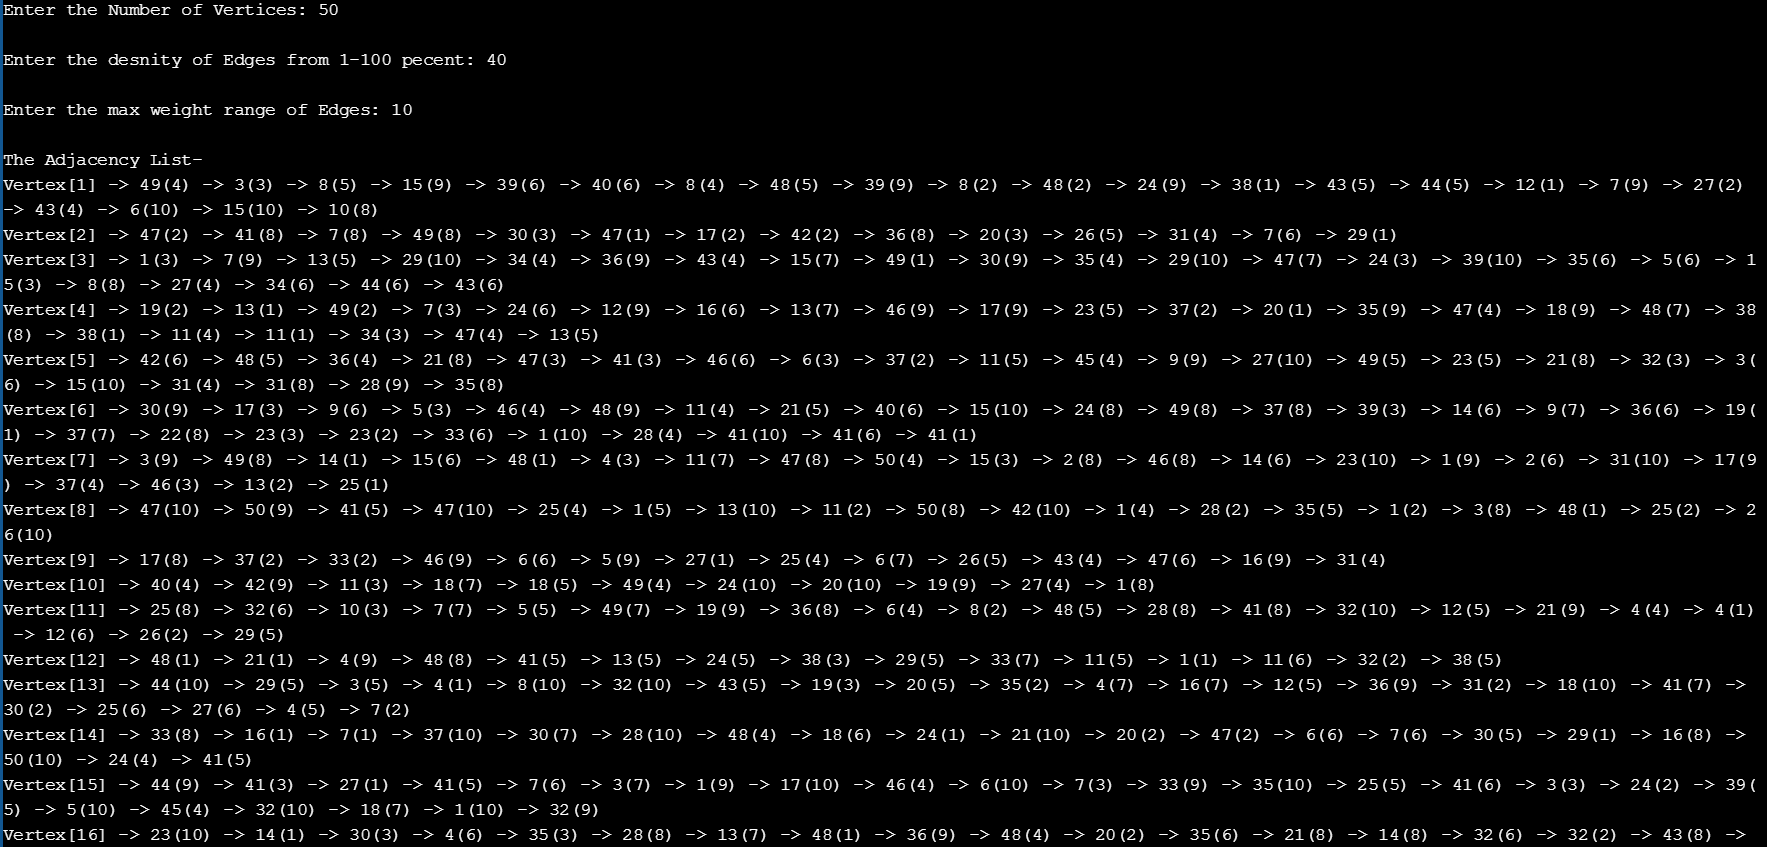 Enter the Number of Vertices: 50
Enter the desnity of Edges from 1-100 pecent: 40
Enter the max weight range of Edges: 10
The Adjacency List-
Vertex[1] -> 49(4) -> 3(3) -> 8(5) -> 15(9) -> 39(6) -> 40(6) -> 8(4) -> 48(5) -> 39(9) -> 8(2) -> 48(2) -> 24(9) -> 38(1) -> 43(5) -> 44(5) -> 12(1) -> 7(9) -> 27(2)
-> 43(4) -> 6(10) -> 15(10) -> 10(8)
Vertex[2] -> 47(2) -> 41(8) -> 7(8) -> 49(8) -> 30(3) -> 47(1) -> 17(2) -> 42(2) -> 36(8) -> 20(3) -> 26(5) -> 31(4) -> 7(6) -> 29(1)
Vertex[3] -> 1(3) -> 7(9) -> 13(5) -> 29(10) -> 34(4) -> 36(9) -> 43(4) -> 15(7) -> 49(1) -> 30(9) -> 35(4) -> 29(10) -> 47(7) -> 24(3) -> 39(10) -> 35(6) -> 5(6) -> 1
5(3) -> 8(8) -> 27(4) -> 34(6) -> 44(6) -> 43(6)
Vertex[4] -> 19(2) -> 13(1) -> 49(2) -> 7(3) -> 24(6) -> 12(9) -> 16(6) -> 13(7) -> 46(9) -> 17(9) -> 23(5) -> 37(2) -> 20(1) -> 35(9) -> 47(4) -> 18(9) -> 48(7) -> 38
(8) -> 38(1) -> 11(4) -> 11(1) -> 34(3) -> 47(4) -> 13(5)
Vertex[5] -> 42(6) -> 48(5) -> 36(4) -> 21(8) -> 47(3) -> 41(3) -> 46(6) -> 6(3) -> 37(2) -> 11(5) -> 45(4) -> 9(9) -> 27(10) -> 49(5) -> 23(5) -> 21(8) -> 32(3) -> 3(
6) -> 15(10) -> 31(4) -> 31(8) -> 28(9) -> 35(8)
Vertex[6] -> 30(9) -> 17(3) -> 9(6) -> 5(3) -> 46(4) -> 48(9) -> 11(4) -> 21(5) -> 40(6) -> 15(10) -> 24(8) -> 49(8) -> 37(8) -> 39(3) -> 14(6) -> 9(7) -> 36(6) -> 19(
1) -> 37(7) -> 22(8) -> 23(3) -> 23(2) -> 33(6) -> 1(10) -> 28(4) -> 41(10) -> 41(6) -> 41(1)
Vertex[7] -> 3(9) -> 49(8) -> 14(1) -> 15(6) -> 48(1) -> 4(3) -> 11(7) -> 47(8) -> 50(4) -> 15(3) -> 2(8) -> 46(8) -> 14(6) -> 23(10) -> 1(9) -> 2(6) -> 31(10) -> 17(9
) -> 37(4) -> 46(3) -> 13(2) -> 25(1)
Vertex[8] -> 47(10) -> 50(9) -> 41(5) -> 47(10) -> 25(4) -> 1(5) -> 13(10) -> 11(2) -> 50(8) -> 42(10) -> 1(4) -> 28(2) -> 35(5) -> 1(2) -> 3(8) -> 48(1) -> 25(2) -> 2
6(10)
Vertex[9] -> 17(8) -> 37(2) -> 33(2) -> 46(9) -> 6(6) -> 5(9) -> 27(1) -> 25(4) -> 6(7) -> 26(5) -> 43(4) -> 47(6) -> 16(9) -> 31(4)
Vertex[10] -> 40(4) -> 42(9) -> 11(3) -> 18(7) -> 18(5) -> 49(4) -> 24(10) -> 20(10) -> 19(9) -> 27(4) -> 1(8)
Vertex[11] -> 25(8) -> 32(6) -> 10(3) -> 7(7) -> 5(5) -> 49(7) -> 19(9) -> 36(8) -> 6(4) -> 8(2) -> 48(5) -> 28(8) -> 41(8) -> 32(10) -> 12(5) -> 21(9) -> 4(4) -> 4(1)
-> 12(6) -> 26(2) -> 29(5)
Vertex[12] -> 48(1) -> 21(1) -> 4(9) -> 48(8) -> 41(5) -> 13(5) -> 24(5) -> 38(3) -> 29(5) -> 33(7) -> 11(5) -> 1(1) -> 11(6) -> 32(2) -> 38(5)
Vertex[13] -> 44(10) -> 29(5) -> 3(5) -> 4(1) -> 8(10) -> 32(10) -> 43(5) -> 19(3) -> 20(5) -> 35(2) -> 4(7) -> 16(7) -> 12(5) -> 36(9) -> 31(2) -> 18(10) -> 41(7) ->
30(2) -> 25(6) -> 27(6) -> 4(5) -> 7(2)
Vertex[14] -> 33(8) -> 16(1) -> 7(1) -> 37(10) -> 30(7) -> 28(10) -> 48(4) -> 18(6) -> 24(1) -> 21(10) -> 20(2) -> 47(2) -> 6(6) -> 7(6) -> 30(5) -> 29(1) -> 16(8) ->
50(10) -> 24(4) -> 41(5)
Vertex[15] -> 44(9) -> 41(3) -> 27(1) -> 41(5) -> 7(6) -> 3(7) -> 1(9) -> 17(10) -> 46(4) -> 6(10) -> 7(3) -> 33(9) -> 35(10) -> 25(5) -> 41(6) -> 3(3) -> 24(2) -> 39(
5) -> 5(10) -> 45(4) -> 32(10) -> 18(7) -> 1(10) -> 32(9)
Vertex[16] -> 23(10) -> 14(1) -> 30(3) -> 4(6) -> 35(3) -> 28(8) -> 13(7) -> 48(1) -> 36(9) -> 48(4) -> 20(2) -> 35(6) -> 21(8) -> 14(8) -> 32(6) -> 32(2) -> 43(8) ->